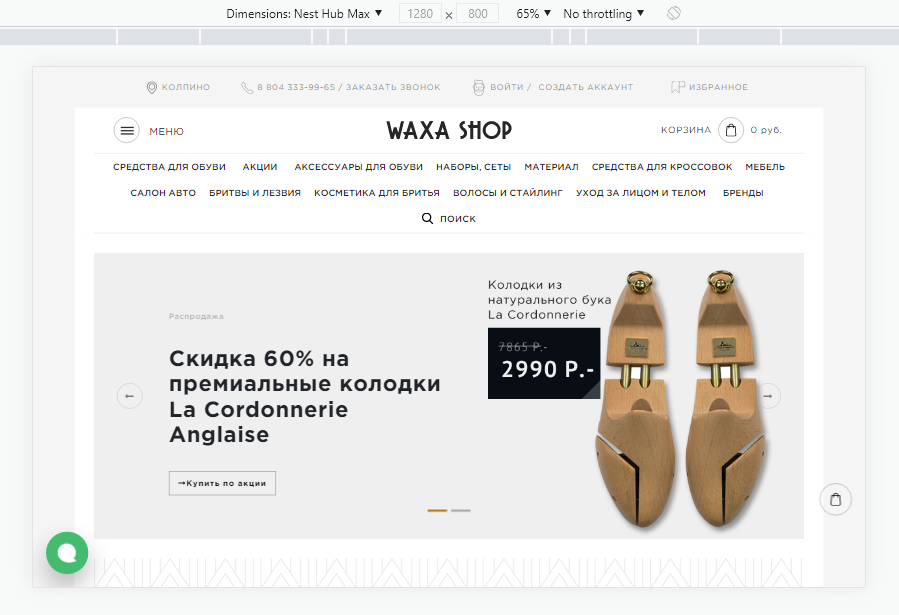 Dimensions: Nest Hub Max ▼ 1280 × 800 65% ▼ No throttling ▼
КОЛПИНО 8 804 333-99-65 / ЗАКАЗАТЬ ЗВОНОК ВОЙТИ / СОЗДАТЬ АККАУНТ ИЗБРАННОЕ
МЕНЮ WAXA SHOP КОРЗИНА 0 руб.
СРЕДСТВА ДЛЯ ОБУВИ АКЦИИ АКСЕССУАРЫ ДЛЯ ОБУВИ НАБОРЫ, СЕТЫ МАТЕРИАЛ СРЕДСТВА ДЛЯ КРОССОВОК МЕБЕЛЬ
САЛОН АВТО БРИТВЫ И ЛЕЗВИЯ КОСМЕТИКА ДЛЯ БРИТЬЯ ВОЛОСЫ И СТАЙЛИНГ УХОД ЗА ЛИЦОМ И ТЕЛОМ БРЕНДЫ
ПОИСК
Распродажа
Скидка 60% на
премиальные колодки
La Cordonnerie
Anglaise
→Купить по акции
Колодки из
натурального бука
La Cordonnerie
7865 Р.-
2990 Р.-